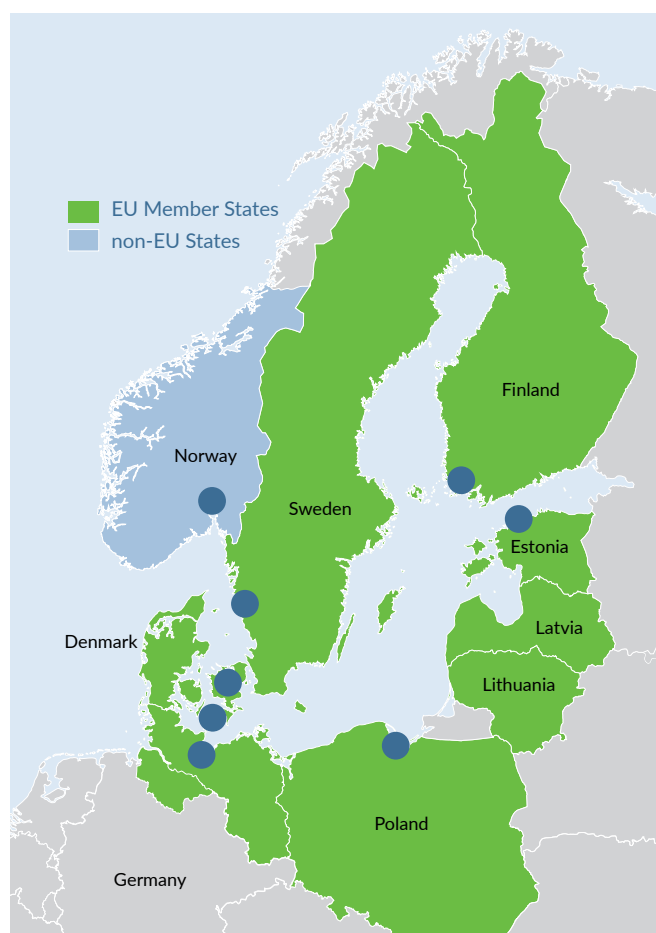 EU Member States
non-EU States
Finland
Norway
Sweden
Estonia
Latvia
Denmark
Lithuania
Poland
Germany